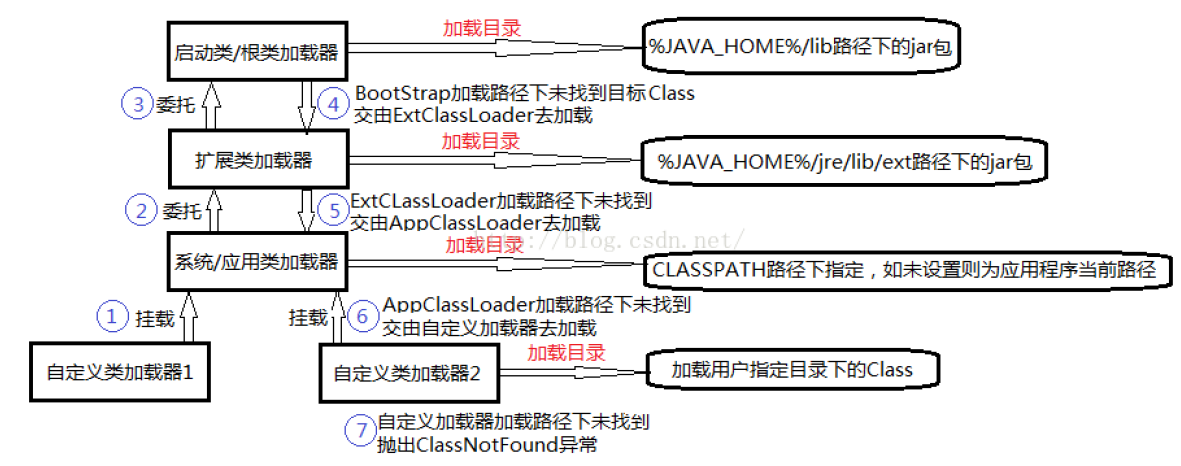 启动类/根类加载器
加载目录
%JAVA_HOME%/lib路径下的jar包
3 委托
4 BootStrap加载路径下未找到目标Class
交由ExtClassLoader去加载
扩展类加载器
加载目录
%JAVA_HOME%/jre/lib/ext路径下的jar包
2 委托
5 ExtCLassLoader加载路径下未找到
交由AppClassLoader去加载
http://blog.csdn.net/
系统/应用类加载器
加载目录
CLASSPATH路径下指定，如未设置则为应用程序当前路径
1 挂载
挂载
6 AppClassLoader加载路径下未找到
交由自定义加载器去加载
自定义类加载器1
自定义类加载器2
加载目录
加载用户指定目录下的Class
7 自定义加载器加载路径下未找到
抛出ClassNotFound异常